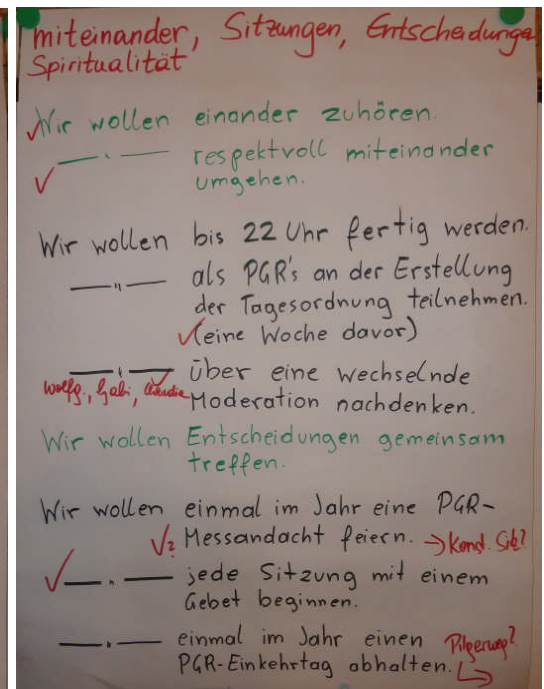 miteinander, Sitzungen, Entscheidungen
Spiritualität
✓ Wir wollen einander zuhören.
— " — respektvoll miteinander
✓ umgehen.
Wir wollen bis 22 Uhr fertig werden.
— " — als PGR's an der Erstellung
der Tagesordnung teilnehmen.
✓ (eine Woche davor)
— " — über eine wechselnde
Wolfg., Gabi, Claudia Moderation nachdenken.
Wir wollen Entscheidungen gemeinsam
treffen.
Wir wollen einmal im Jahr eine PGR-
✓? Messandacht feiern. → Konst. Sitz?
✓ — " — jede Sitzung mit einem
Gebet beginnen.
— " — einmal im Jahr einen Pilgerweg?
PGR-Einkehrtag abhalten. ↳